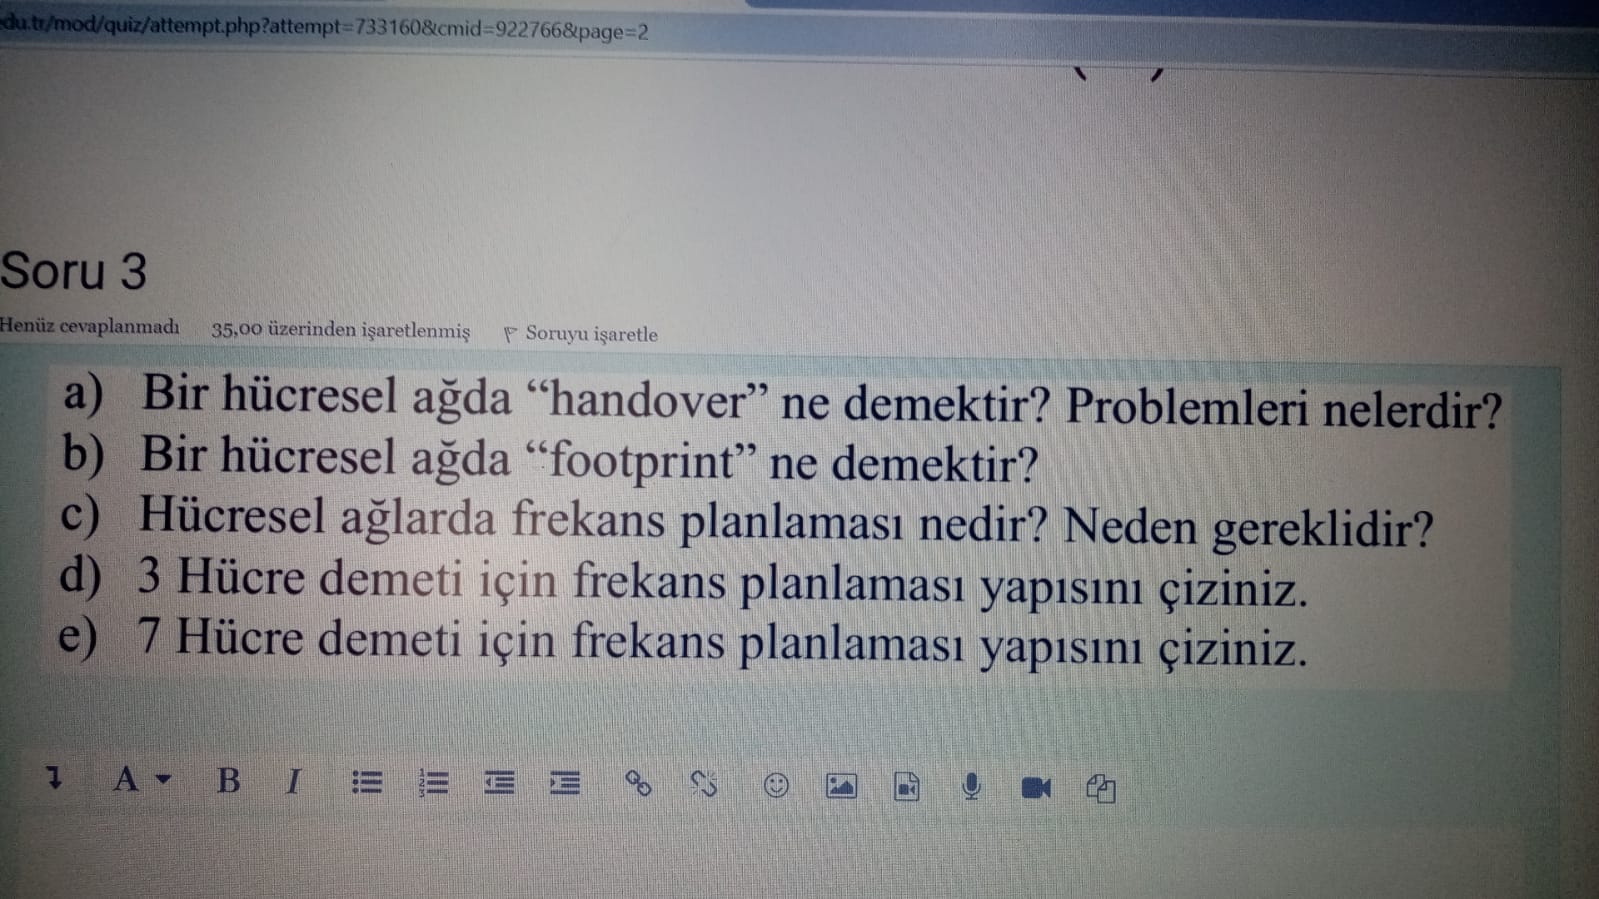 edu.tr/mod/quiz/attempt.php?attempt=733160&cmid=922766&page=2
Soru 3
Henüz cevaplanmadı 35,00 üzerinden işaretlenmiş Soruyu işaretle
a) Bir hücresel ağda “handover” ne demektir? Problemleri nelerdir?
b) Bir hücresel ağda “footprint” ne demektir?
c) Hücresel ağlarda frekans planlaması nedir? Neden gereklidir?
d) 3 Hücre demeti için frekans planlaması yapısını çiziniz.
e) 7 Hücre demeti için frekans planlaması yapısını çiziniz.
A B I